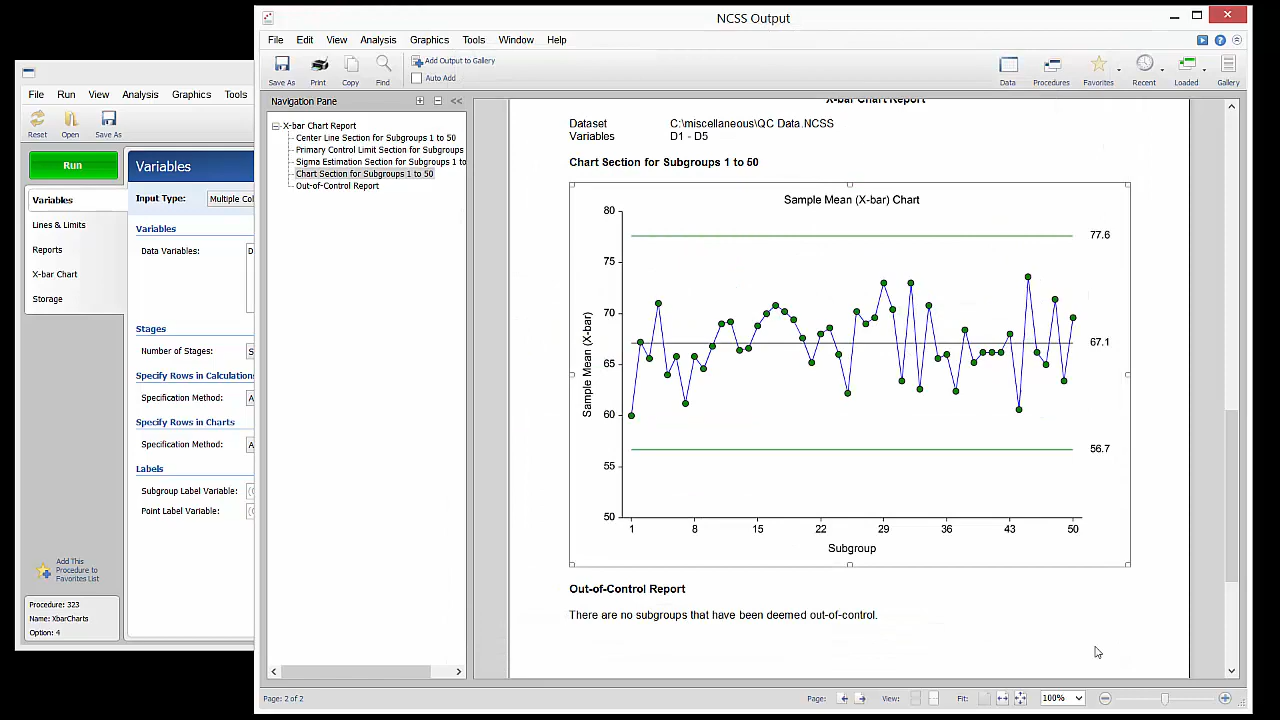 NCSS Output
File Edit View Analysis Graphics Tools Window Help
Save As Print Copy Find
Add Output to Gallery
Auto Add
Data Procedures Favorites Recent Loaded Gallery
File Run View Analysis Graphics Tools
Reset Open Save As
Run
Variables
Lines & Limits
Reports
X-bar Chart
Storage
Add This
Procedure to
Favorites List
Procedure: 323
Name: XbarCharts
Option: 4
Variables
Input Type: Multiple Col
Variables
Data Variables: D
Stages
Number of Stages: S
Specify Rows in Calculations
Specification Method: A
Specify Rows in Charts
Specification Method: A
Labels
Subgroup Label Variable:
Point Label Variable:
Navigation Pane
X-bar Chart Report
Center Line Section for Subgroups 1 to 50
Primary Control Limit Section for Subgroups
Sigma Estimation Section for Subgroups 1 to
Chart Section for Subgroups 1 to 50
Out-of-Control Report
X-bar Chart Report
Dataset C:\miscellaneous\QC Data.NCSS
Variables D1 - D5
Chart Section for Subgroups 1 to 50
Sample Mean (X-bar) Chart
80
75
70
65
60
55
50
Sample Mean (X-bar)
77.6
67.1
56.7
1 8 15 22 29 36 43 50
Subgroup
Out-of-Control Report
There are no subgroups that have been deemed out-of-control.
Page: 2 of 2
Page: View: Fit: 100%